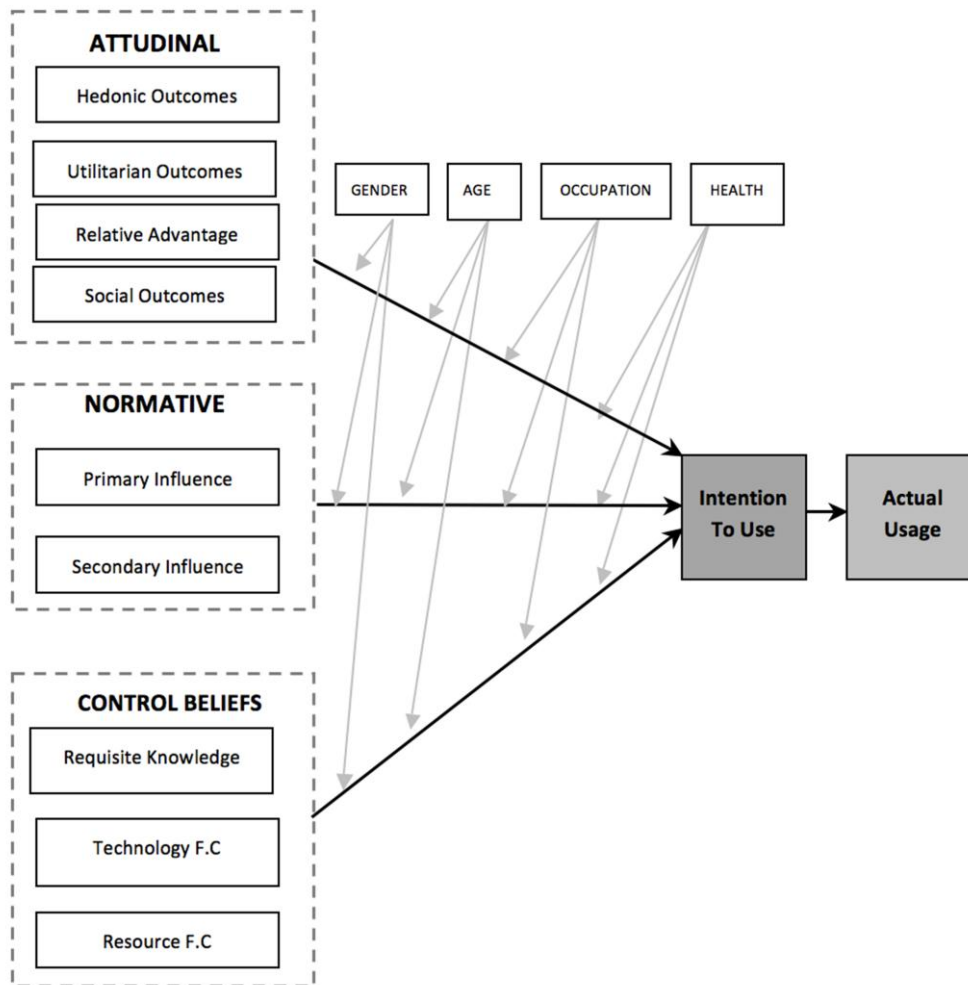 ATTUDINAL
Hedonic Outcomes
Utilitarian Outcomes
Relative Advantage
Social Outcomes
GENDER
AGE
OCCUPATION
HEALTH
NORMATIVE
Primary Influence
Secondary Influence
Intention
To Use
Actual
Usage
CONTROL BELIEFS
Requisite Knowledge
Technology F.C
Resource F.C